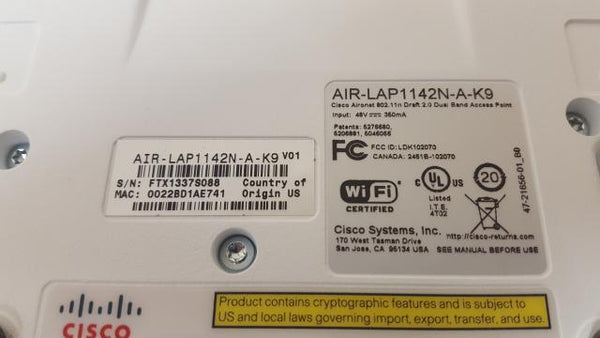 AIR-LAP1142N-A-K9
Cisco Aironet 802.11n Draft 2.0 Dual Band Access Point
Input: 48V 350mA
Patents: 5276680,
5206881, 5046066
FC
FCC ID: LDK102070
CANADA: 2461B-102070
AIR-LAP1142N-A-K9 V01
S/N: FTX1337S088 Country of
MAC: 0022BD1AE741 Origin US
Wi Fi
CERTIFIED
C UL US
Listed
I.T.E.
4T02
20
47-21656-01_B0
Cisco Systems, Inc.
http://cisco-returns.com
170 West Tasman Drive
San Jose, CA 95134 USA SEE MANUAL BEFORE USE
Product contains cryptographic features and is subject to
US and local laws governing import, export, transfer, and use.
CISCO